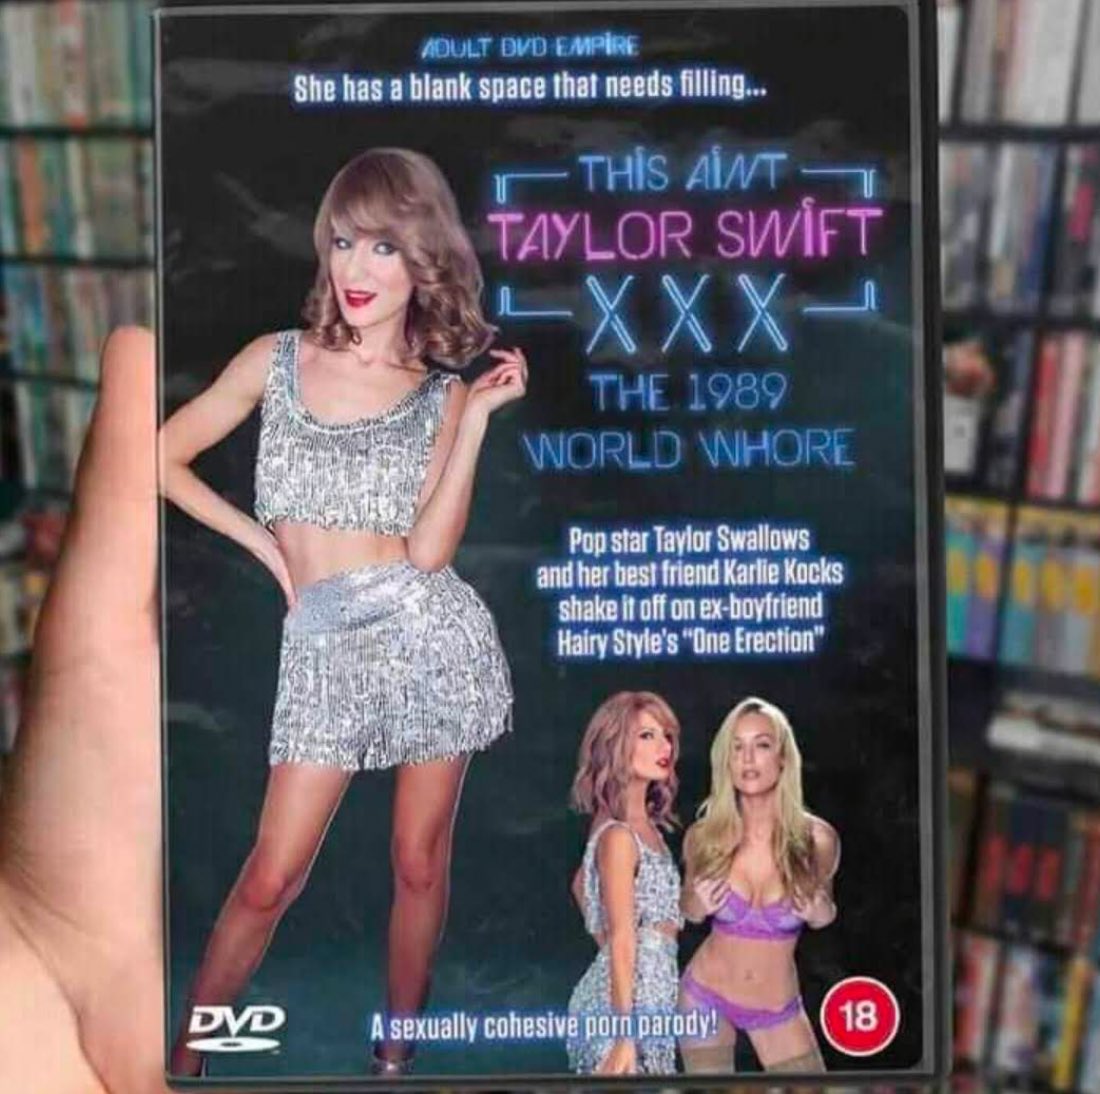 ADULT DVD EMPIRE
She has a blank space that needs filling...
THIS AINT
TAYLOR SWIFT
XXX
THE 1989
WORLD WHORE
Pop star Taylor Swallows
and her best friend Karlie Kocks
shake it off on ex-boyfriend
Hairy Style's "One Erection"
DVD
A sexually cohesive porn parody!
18